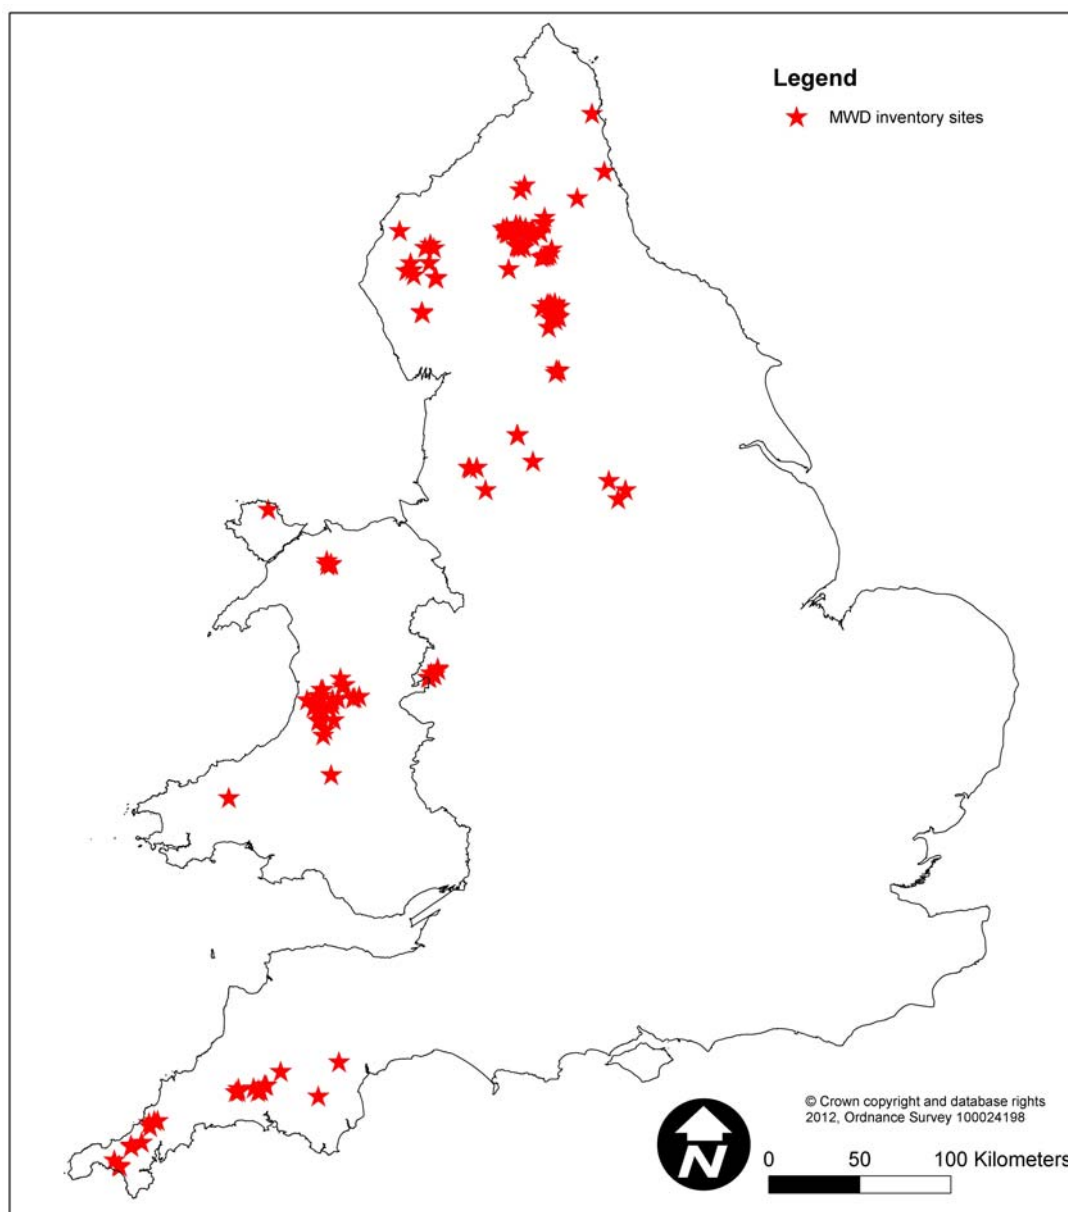 Legend
MWD inventory sites
© Crown copyright and database rights
2012, Ordnance Survey 100024198
N
0 50 100 Kilometers